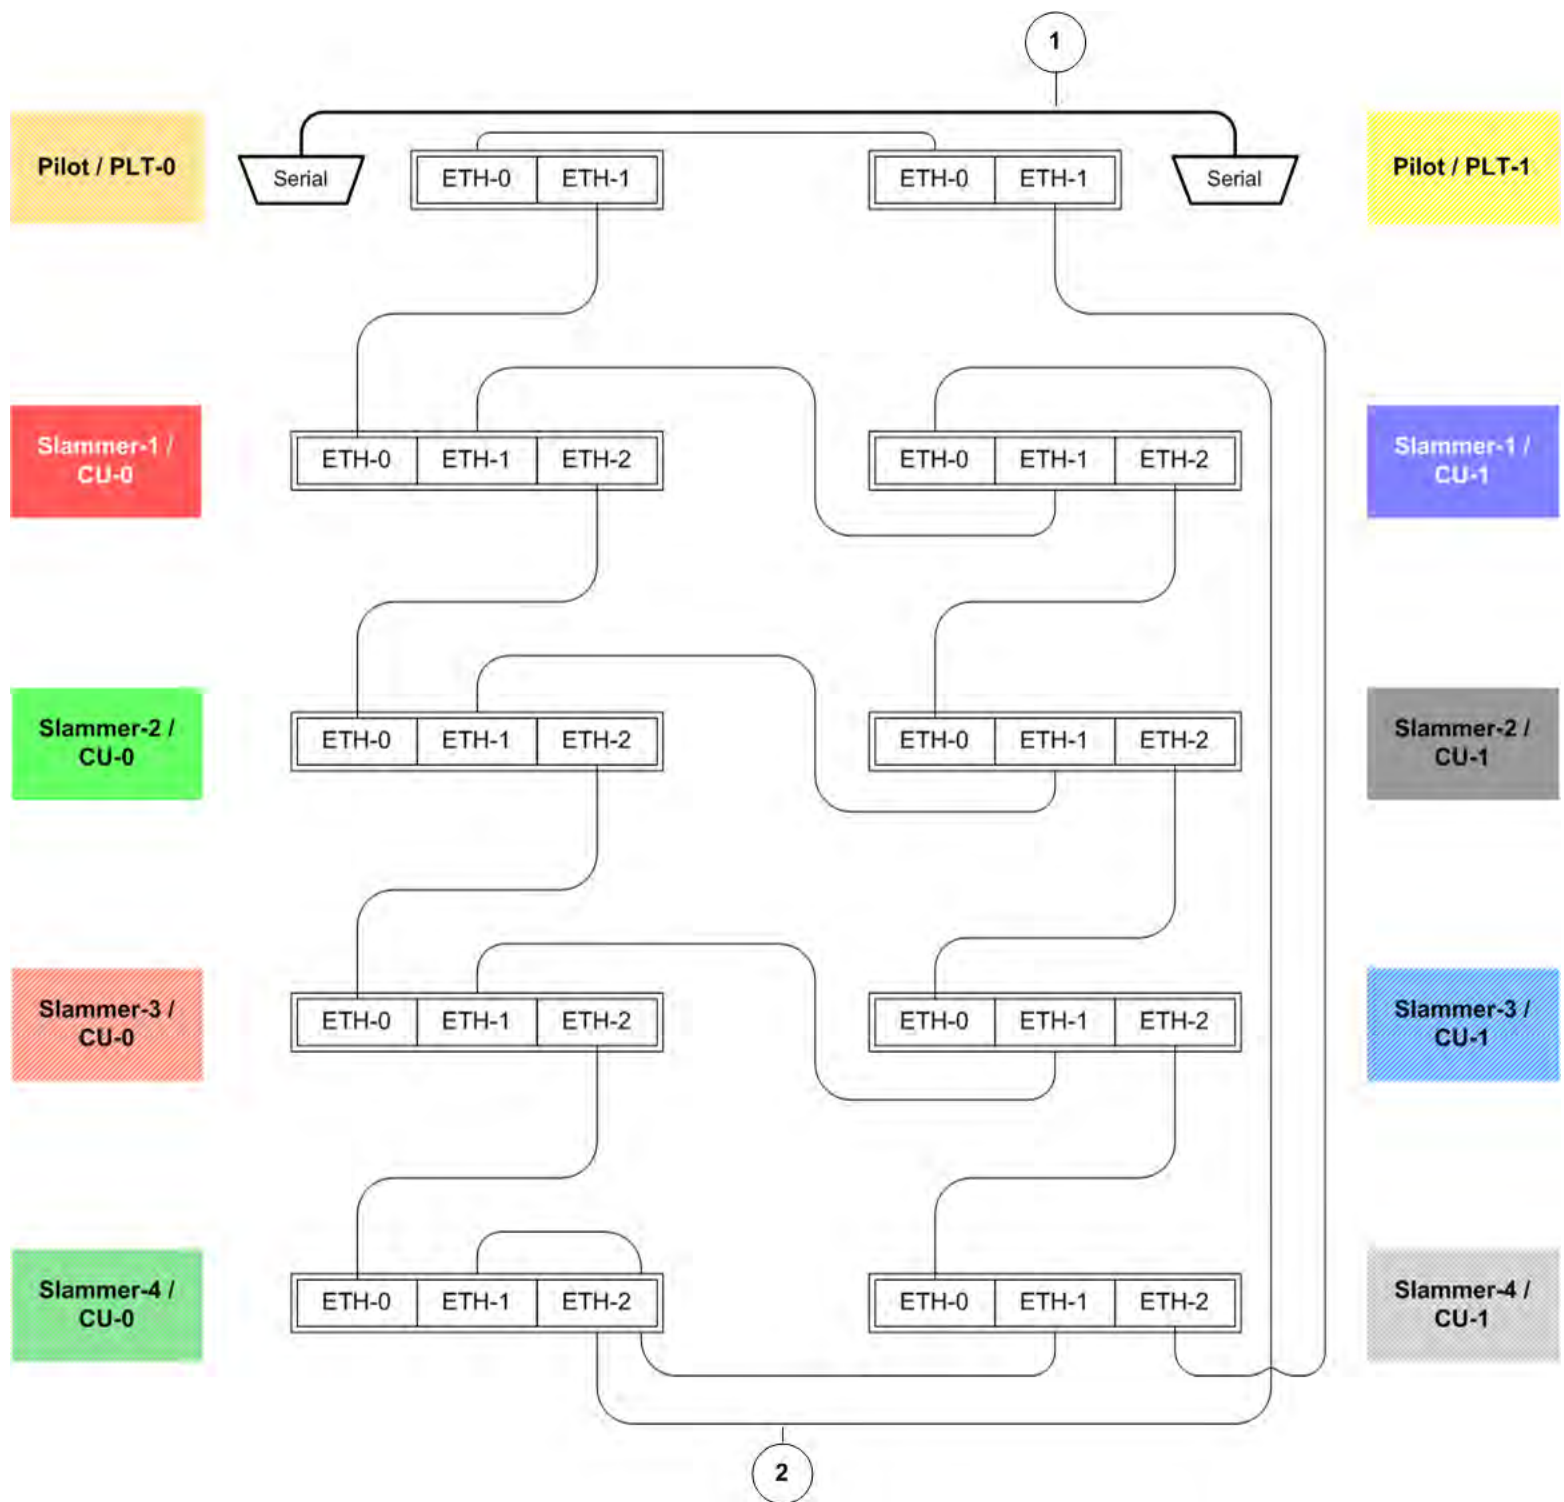 1
Pilot / PLT-0
Serial
ETH-0 ETH-1
ETH-0 ETH-1
Serial
Pilot / PLT-1
Slammer-1 /
CU-0
ETH-0 ETH-1 ETH-2
ETH-0 ETH-1 ETH-2
Slammer-1 /
CU-1
Slammer-2 /
CU-0
ETH-0 ETH-1 ETH-2
ETH-0 ETH-1 ETH-2
Slammer-2 /
CU-1
Slammer-3 /
CU-0
ETH-0 ETH-1 ETH-2
ETH-0 ETH-1 ETH-2
Slammer-3 /
CU-1
Slammer-4 /
CU-0
ETH-0 ETH-1 ETH-2
ETH-0 ETH-1 ETH-2
Slammer-4 /
CU-1
2